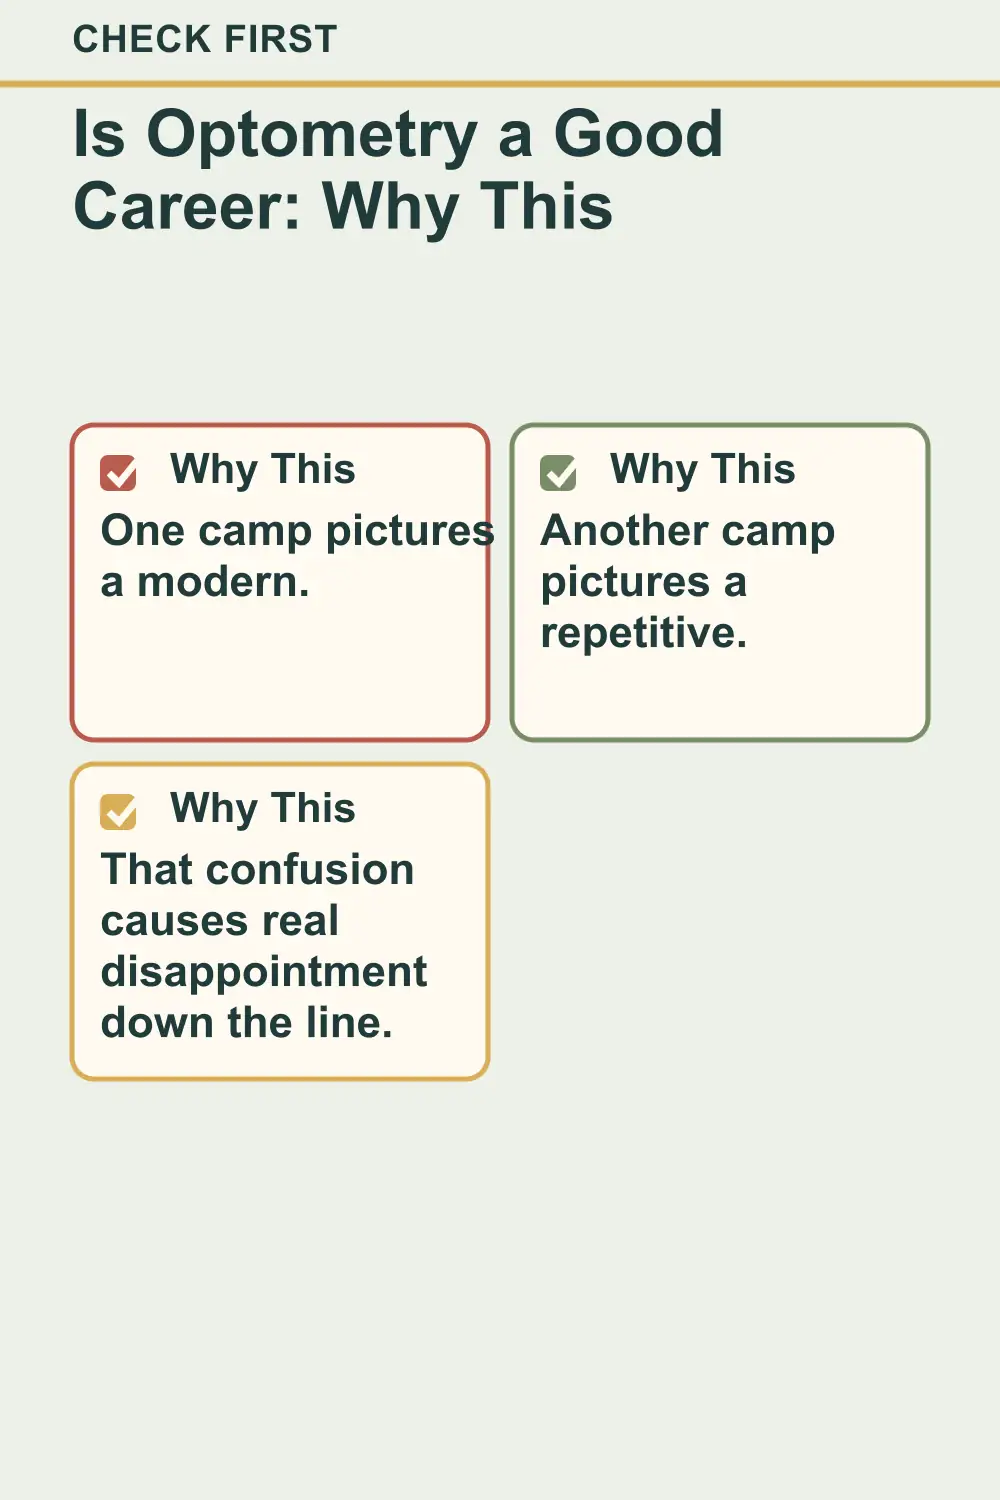 CHECK FIRST
Is Optometry a Good
Career: Why This
Why This
One camp pictures
a modern.
Why This
Another camp
pictures a
repetitive.
Why This
That confusion
causes real
disappointment
down the line.